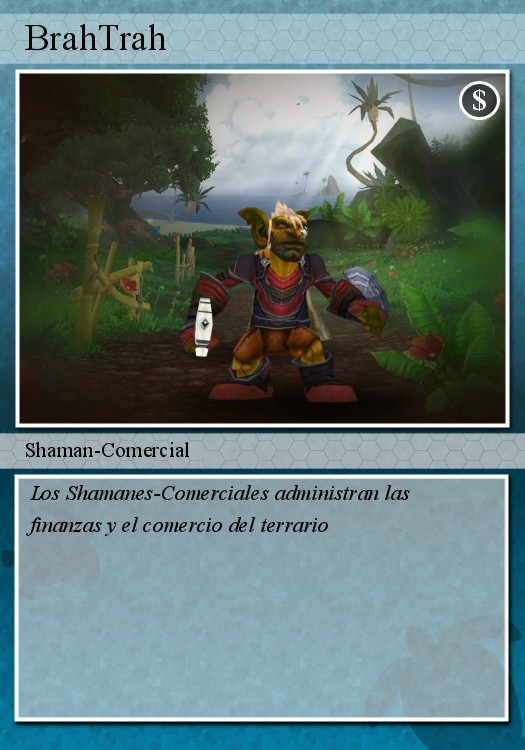 BrahTrah
$
Shaman-Comercial
Los Shamanes-Comerciales administran las
finanzas y el comercio del terrario